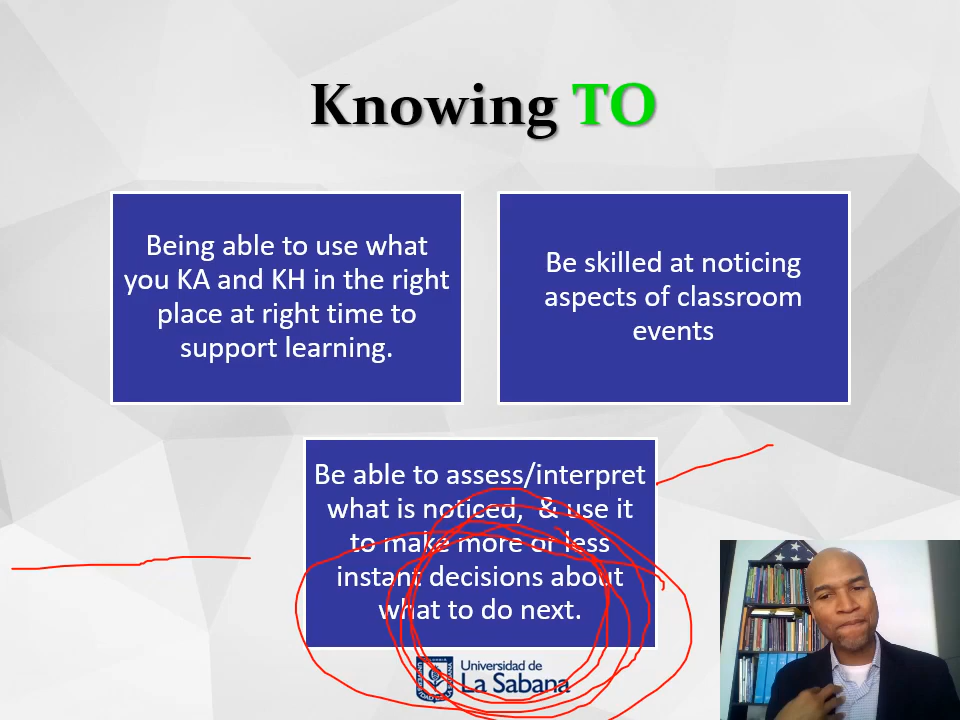 Knowing TO
Being able to use what
you KA and KH in the right
place at right time to
support learning.
Be skilled at noticing
aspects of classroom
events
Be able to assess/interpret
what is noticed,  & use it
to make more or less
instant decisions about
what to do next.
Universidad de
La Sabana